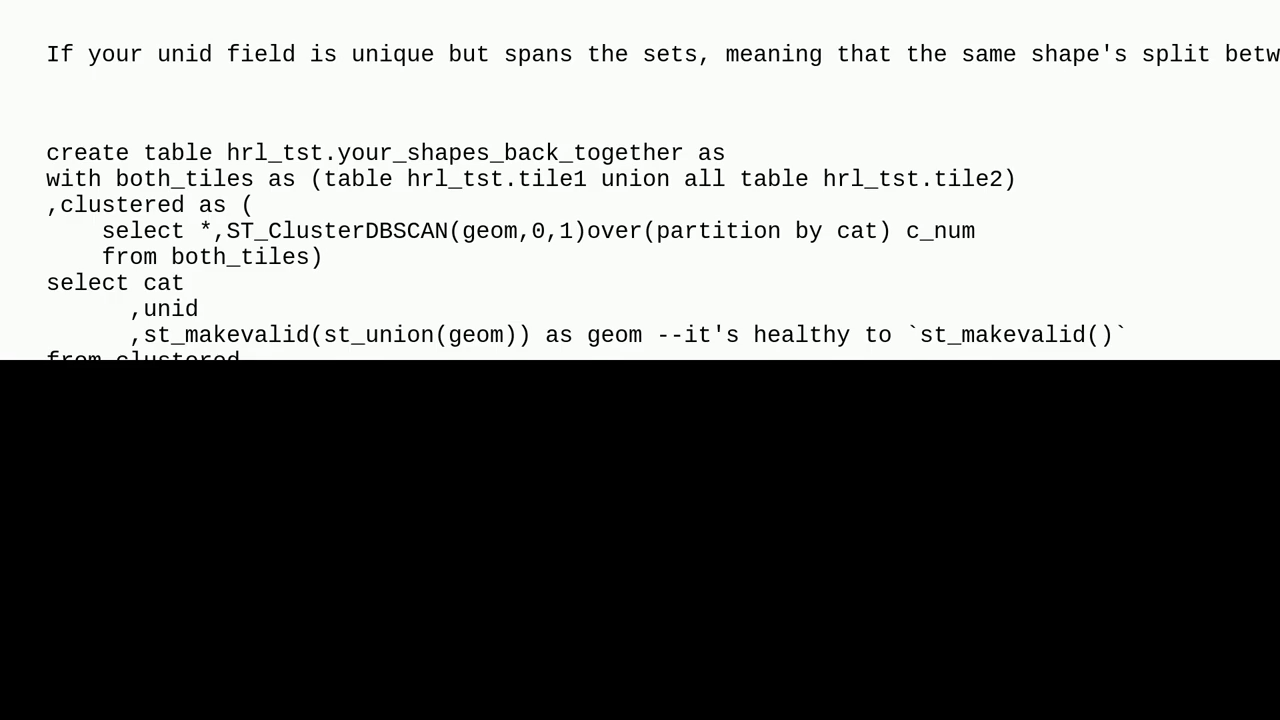 If your unid field is unique but spans the sets, meaning that the same shape's split betw
create table hrl_tst.your_shapes_back_together as
with both_tiles as (table hrl_tst.tile1 union all table hrl_tst.tile2)
,clustered as (
    select *,ST_ClusterDBSCAN(geom,0,1)over(partition by cat) c_num
    from both_tiles)
select cat
      ,unid
      ,st_makevalid(st_union(geom)) as geom --it's healthy to `st_makevalid()`
from clustered